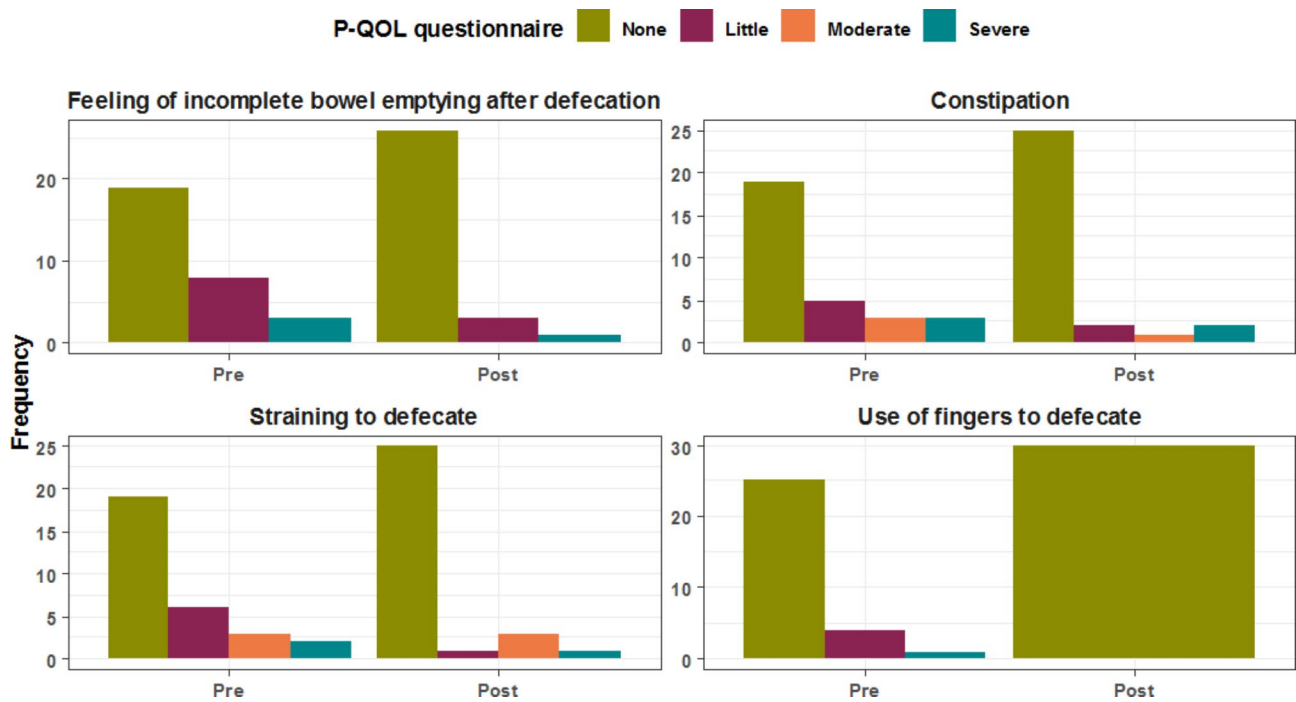 P-QOL questionnaire None Little Moderate Severe
Feeling of incomplete bowel emptying after defecation
20
10
0
Pre Post
Constipation
25
20
15
10
5
0
Pre Post
Frequency
Straining to defecate
25
20
15
10
5
0
Pre Post
Use of fingers to defecate
30
20
10
0
Pre Post